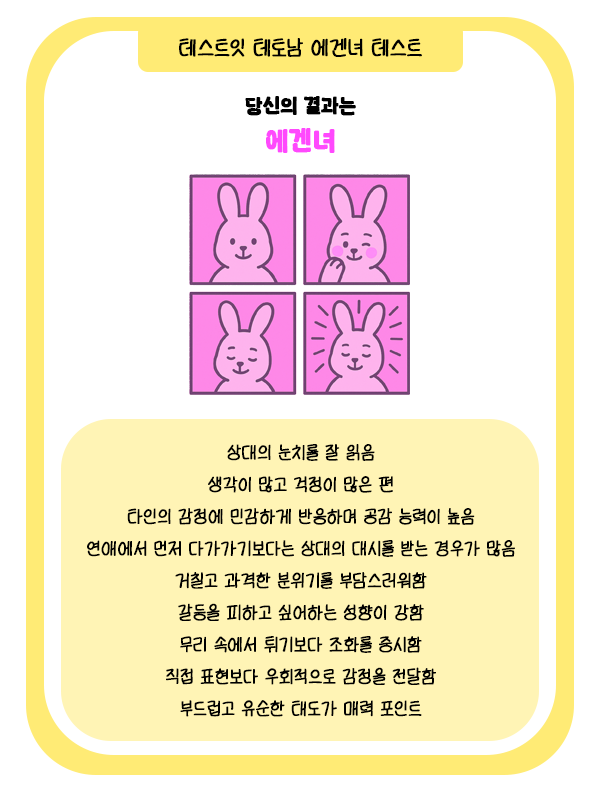 테스트잇 테토남 에겐녀 테스트
당신의 결과는
에겐녀
상대의 눈치를 잘 읽음
생각이 많고 걱정이 많은 편
타인의 감정에 민감하게 반응하며 공감 능력이 높음
연애에서 먼저 다가가기보다는 상대의 대시를 받는 경우가 많음
거칠고 과격한 분위기를 부담스러워함
갈등을 피하고 싶어하는 성향이 강함
무리 속에서 튀기보다 조화를 중시함
직접 표현보다 우회적으로 감정을 전달함
부드럽고 유순한 태도가 매력 포인트